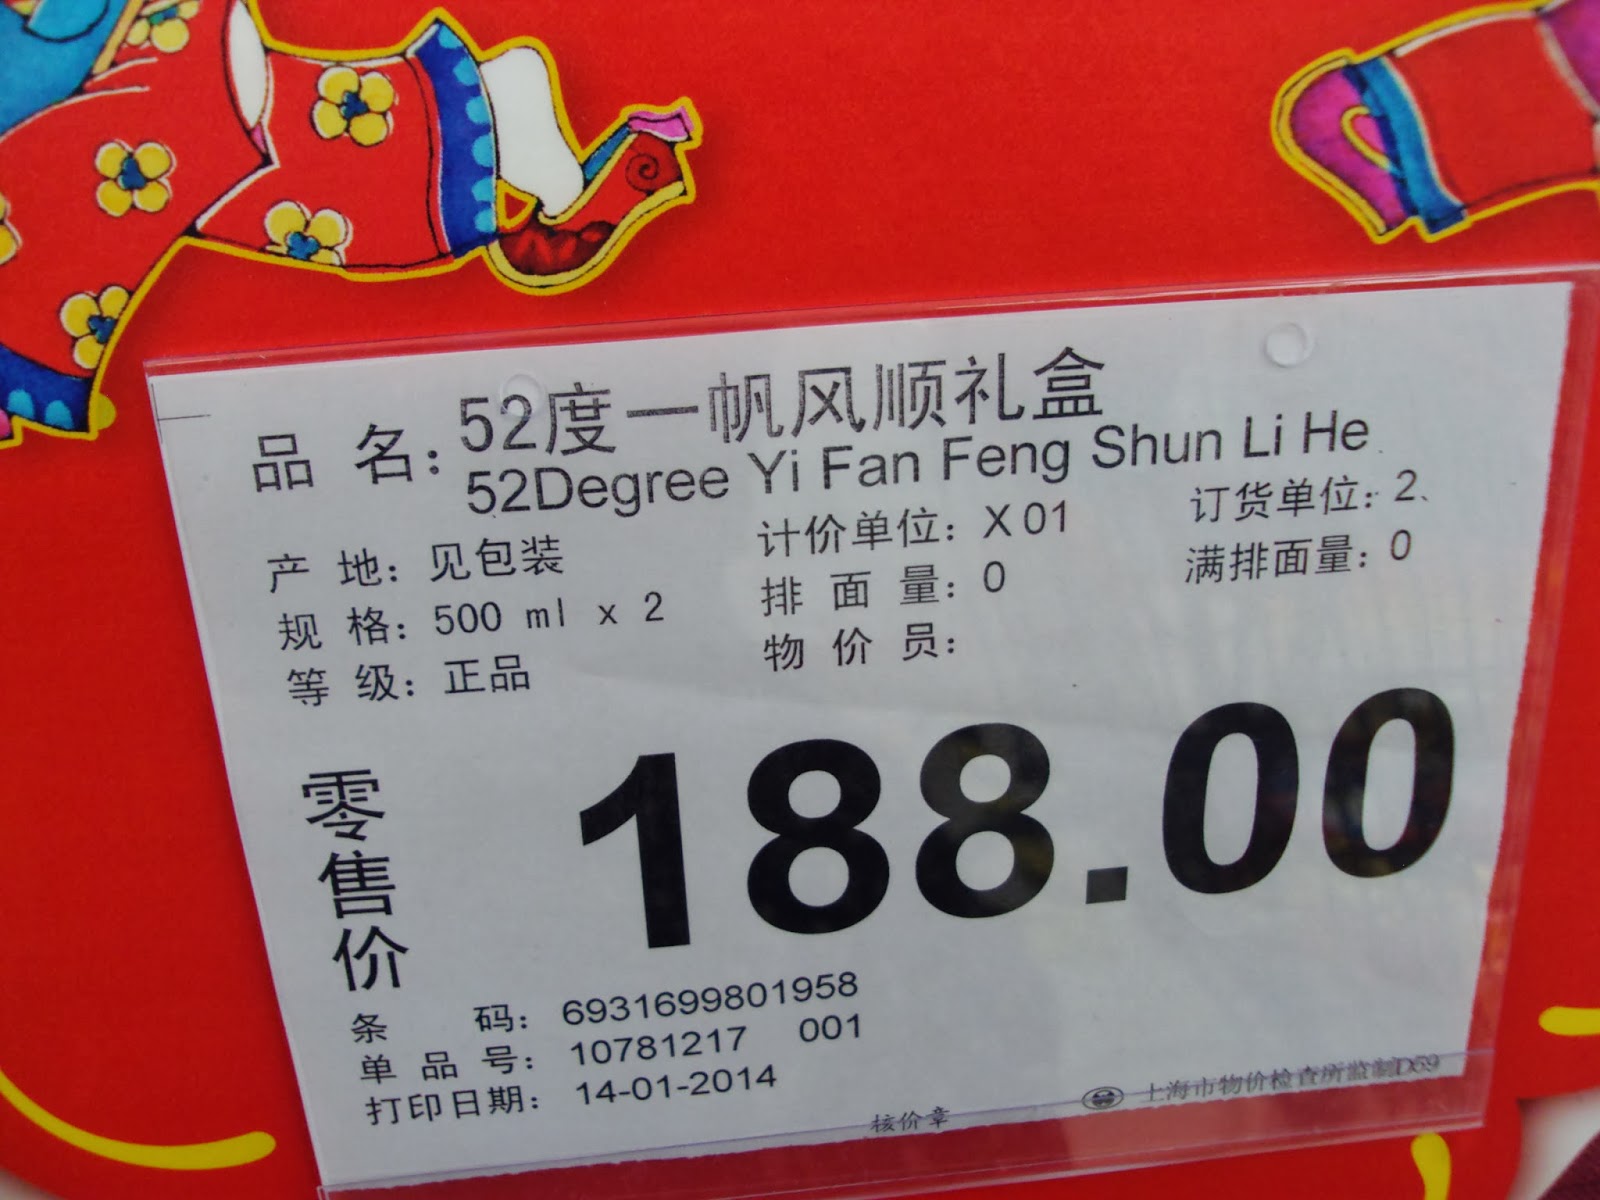 品 名: 52度一帆风顺礼盒
52Degree Yi Fan Feng Shun Li He
产 地: 见包装 计价单位: X 01 订货单位: 2、
规 格: 500 ml x 2 排 面 量: 0 满排面量: 0
等 级: 正品 物 价 员:
零售价 188.00
条 码: 6931699801958
单 品 号: 10781217 001
打印日期: 14-01-2014
核价章 上海市物价检查所监制D59